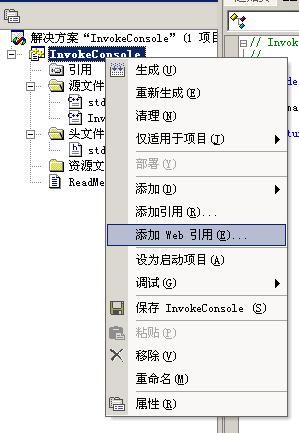 解决方案“InvokeConsole” (1 项目
InvokeConsole
引用
源文件
std
Inv
头文件
std
资源文
ReadMe
// Invok
//
生成(U)
重新生成(E)
清理(N)
仅适用于项目(J)
部署(Y)
添加(D)
添加引用(R)...
添加 Web 引用(E)...
设为启动项目(A)
调试(G)
保存 InvokeConsole (S)
粘贴(P)
移除(V)
重命名(M)
属性(R)